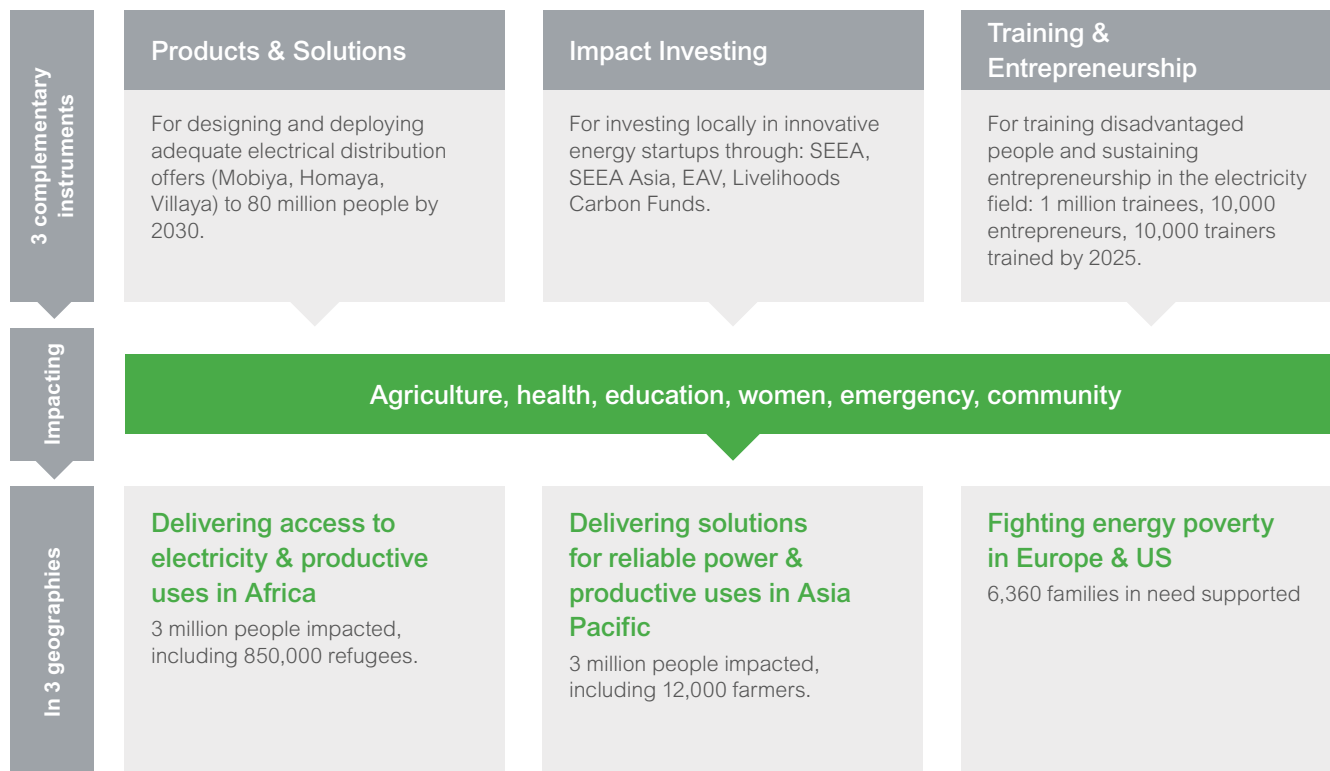 3 complementary
instruments
Products & Solutions
For designing and deploying
adequate electrical distribution
offers (Mobiya, Homaya,
Villaya) to 80 million people by
2030.
Impact Investing
For investing locally in innovative
energy startups through: SEEA,
SEEA Asia, EAV, Livelihoods
Carbon Funds.
Training &
Entrepreneurship
For training disadvantaged
people and sustaining
entrepreneurship in the electricity
field: 1 million trainees, 10,000
entrepreneurs, 10,000 trainers
trained by 2025.
Impacting
Agriculture, health, education, women, emergency, community
In 3 geographies
Delivering access to
electricity & productive
uses in Africa
3 million people impacted,
including 850,000 refugees.
Delivering solutions
for reliable power &
productive uses in Asia
Pacific
3 million people impacted,
including 12,000 farmers.
Fighting energy poverty
in Europe & US
6,360 families in need supported